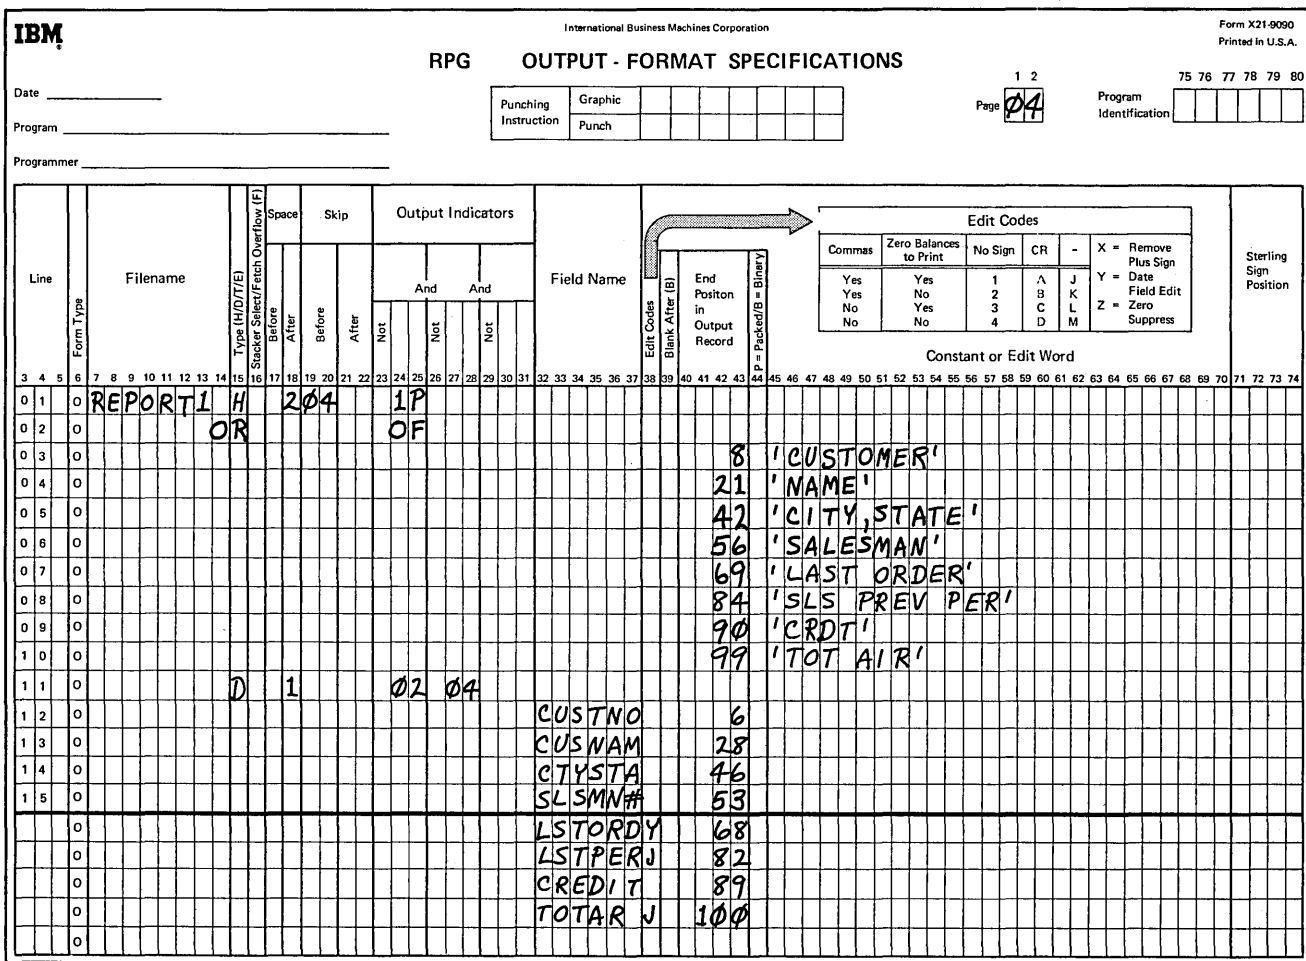 IBM®
International Business Machines Corporation
Form X21-9090
Printed in U.S.A.
RPG OUTPUT - FORMAT SPECIFICATIONS
Date
Program
Programmer
Punching Instruction
Graphic
Punch
1 2
Page Ø4
Program Identification
75 76 77 78 79 80
Line
Form Type
Filename
Type (H/D/T/E)
Stacker Select/Fetch Overflow (F)
Space
Before
After
Skip
Before
After
Output Indicators
And And
Not
Not
Not
Field Name
Edit Codes
Blank After (B)
End Positon in Output Record
P = Packed/B = Binary
Edit Codes
Commas Zero Balances to Print No Sign CR -
Yes Yes 1 A J
Yes No 2 B K
No Yes 3 C L
No No 4 D M
X = Remove Plus Sign
Y = Date Field Edit
Z = Zero Suppress
Constant or Edit Word
Sterling Sign Position
3 4 5 6 7 8 9 10 11 12 13 14 15 16 17 18 19 20 21 22 23 24 25 26 27 28 29 30 31 32 33 34 35 36 37 38 39 40 41 42 43 44 45 46 47 48 49 50 51 52 53 54 55 56 57 58 59 60 61 62 63 64 65 66 67 68 69 70 71 72 73 74
0 1 O REPORT1 H 2Ø4 1P
0 2 O OR OF
0 3 O 8 'CUSTOMER'
0 4 O 21 'NAME'
0 5 O 42 'CITY,STATE'
0 6 O 56 'SALESMAN'
0 7 O 69 'LAST ORDER'
0 8 O 84 'SLS PREV PER'
0 9 O 9Ø 'CRDT'
1 0 O 99 'TOT AIR'
1 1 O D 1 Ø2 Ø4
1 2 O CUSTNO 6
1 3 O CUSNAM 28
1 4 O CTYSTA 46
1 5 O SLSMN# 53
O LSTORDY 68
O LSTPERJ 82
O CREDIT 89
O TOTAR J 1ØØ
O